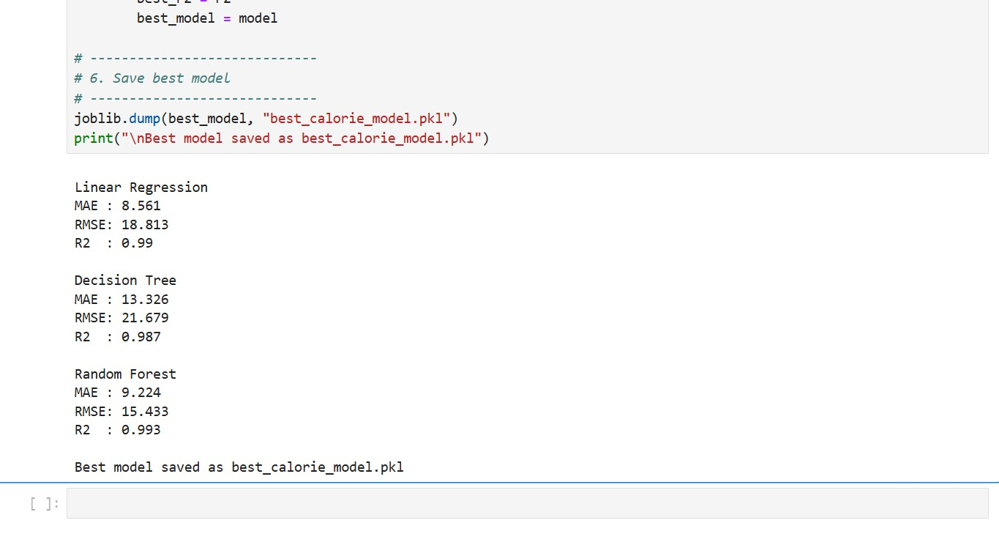 best_model = model
# -----------------------------
# 6. Save best model
# -----------------------------
joblib.dump(best_model, "best_calorie_model.pkl")
print("\nBest model saved as best_calorie_model.pkl")
Linear Regression
MAE : 8.561
RMSE: 18.813
R2  : 0.99
Decision Tree
MAE : 13.326
RMSE: 21.679
R2  : 0.987
Random Forest
MAE : 9.224
RMSE: 15.433
R2  : 0.993
Best model saved as best_calorie_model.pkl
[ ]: